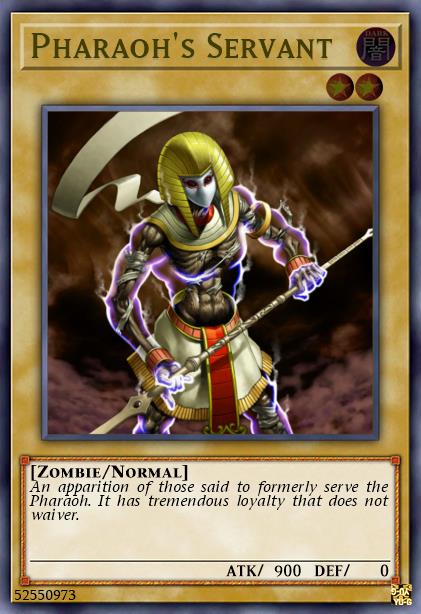 Pharaoh's Servant
DARK
闇
[Zombie/Normal]
An apparition of those said to formerly serve the
Pharaoh. It has tremendous loyalty that does not
waiver.
ATK/ 900 DEF/ 0
52550973